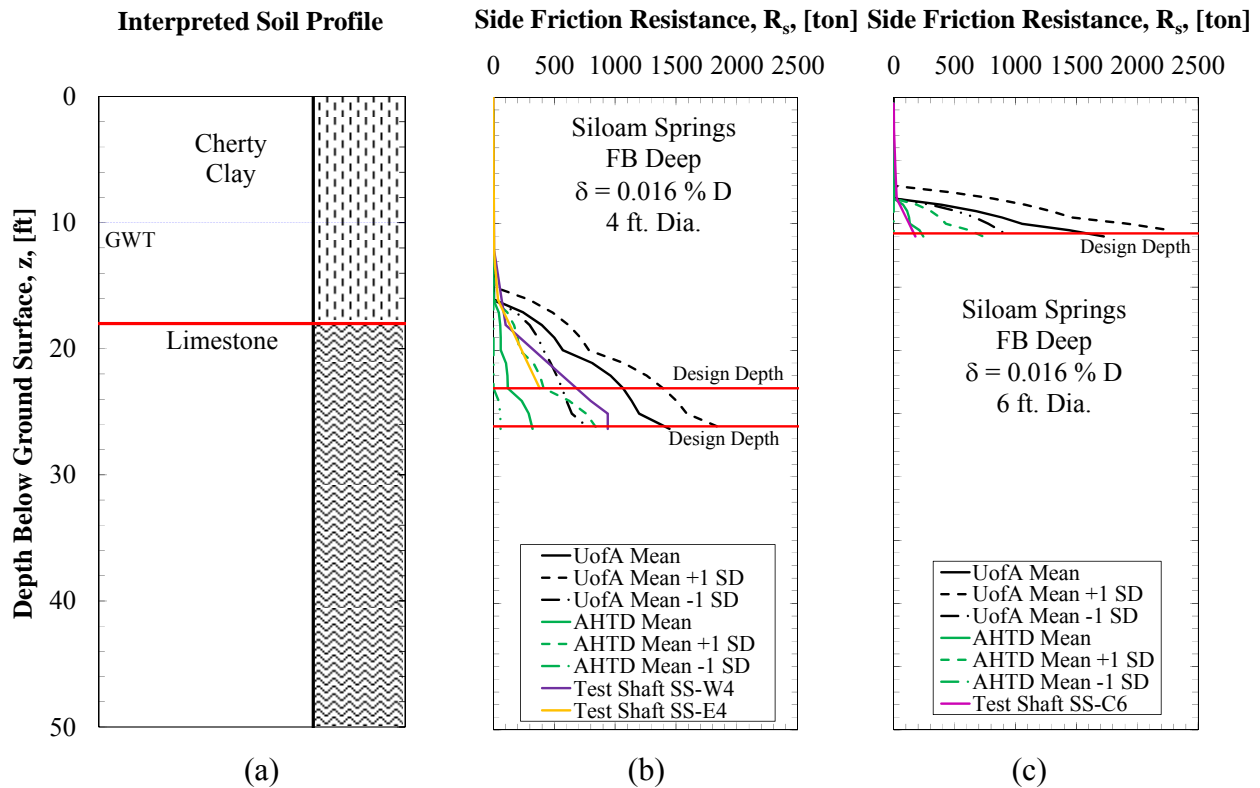 Interpreted Soil Profile
Side Friction Resistance, Rs, [ton]
Side Friction Resistance, Rs, [ton]
0 500 1000 1500 2000 2500
0 500 1000 1500 2000 2500
Depth Below Ground Surface, z, [ft]
0
10
20
30
40
50
Cherty
Clay
GWT
Limestone
(a)
Siloam Springs
FB Deep
δ = 0.016 % D
4 ft. Dia.
Design Depth
Design Depth
UofA Mean
UofA Mean +1 SD
UofA Mean -1 SD
AHTD Mean
AHTD Mean +1 SD
AHTD Mean -1 SD
Test Shaft SS-W4
Test Shaft SS-E4
(b)
Design Depth
Siloam Springs
FB Deep
δ = 0.016 % D
6 ft. Dia.
UofA Mean
UofA Mean +1 SD
UofA Mean -1 SD
AHTD Mean
AHTD Mean +1 SD
AHTD Mean -1 SD
Test Shaft SS-C6
(c)